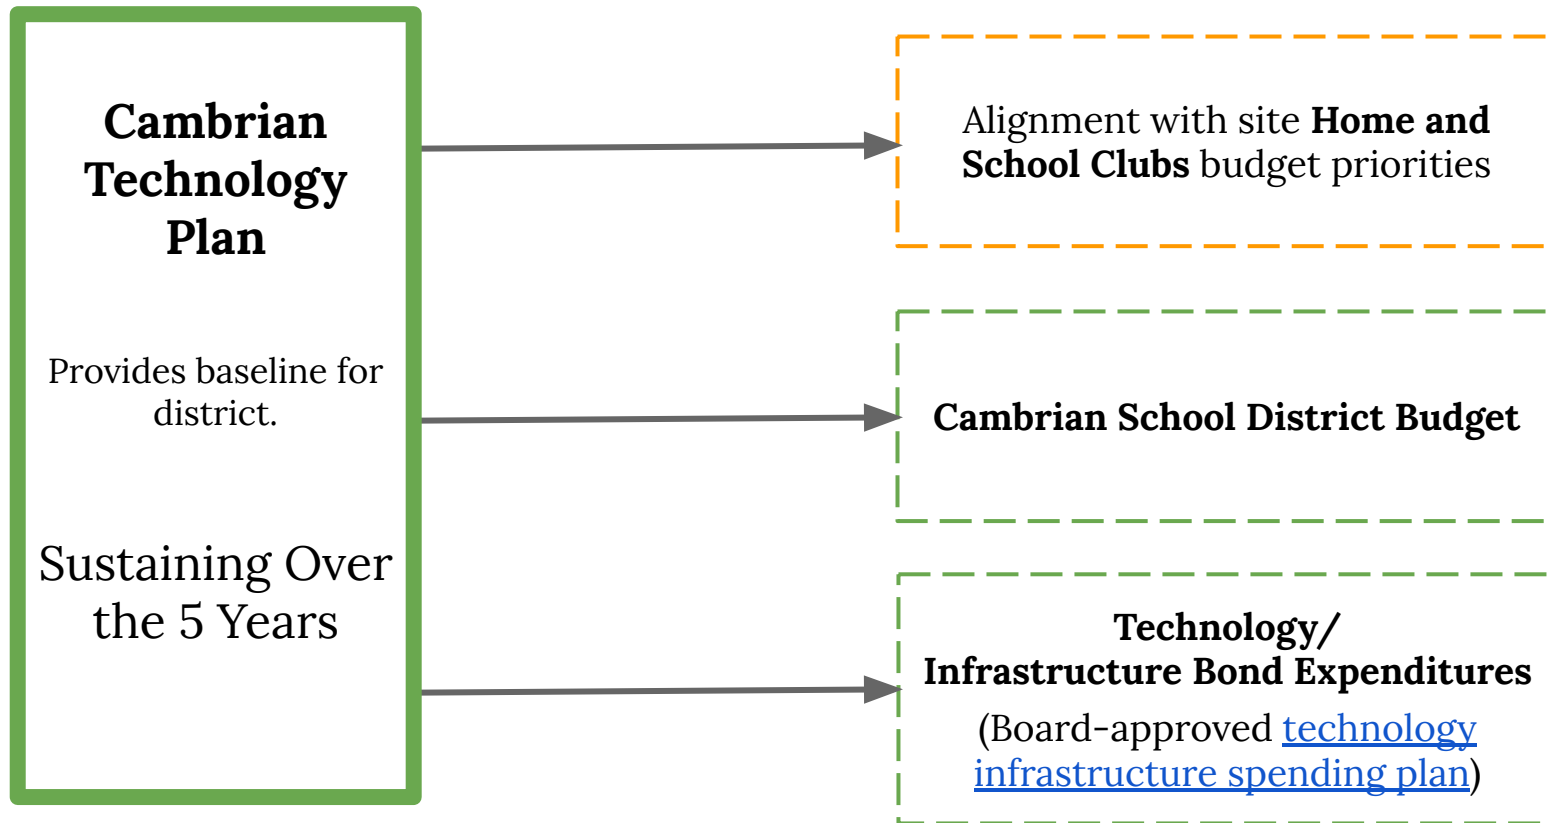 Cambrian
Technology
Plan
Provides baseline for
district.
Sustaining Over
the 5 Years
Alignment with site Home and
School Clubs budget priorities
Cambrian School District Budget
Technology/
Infrastructure Bond Expenditures
(Board-approved technology
infrastructure spending plan)